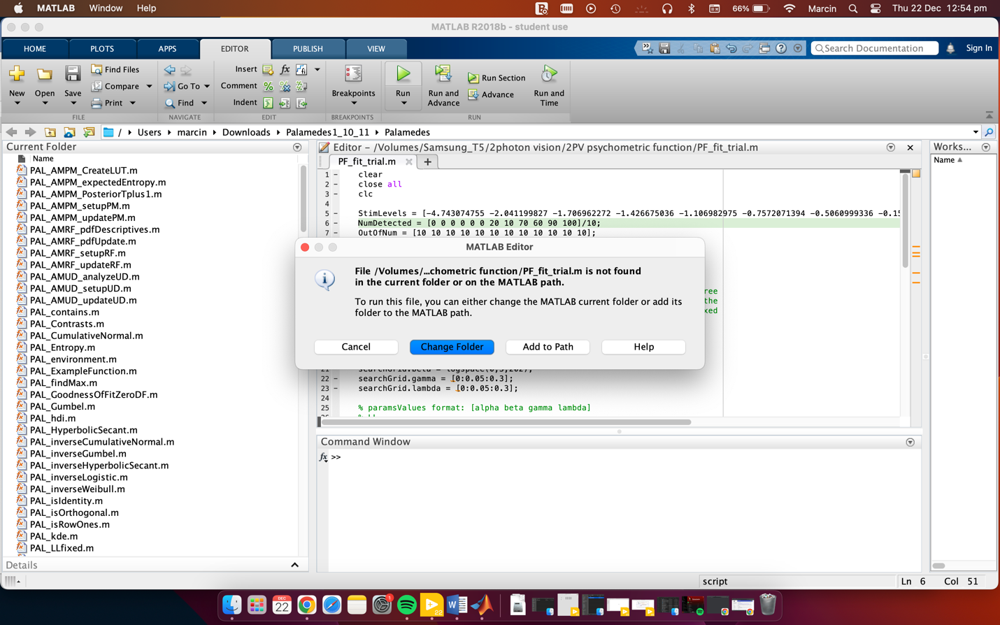 MATLAB Window Help 66% Marcin Thu 22 Dec 12:54 pm
MATLAB R2018b - student use
HOME PLOTS APPS EDITOR PUBLISH VIEW Search Documentation Sign In
New Open Save Find Files Compare Print
Go To Find
Insert fx
Comment
Indent
Breakpoints
Run
Run and Advance
Run Section
Advance
Run and Time
FILE NAVIGATE EDIT BREAKPOINTS RUN
/ Users marcin Downloads Palamedes1_10_11 Palamedes
Current Folder
Name
PAL_AMPM_CreateLUT.m
PAL_AMPM_expectedEntropy.m
PAL_AMPM_PosteriorTplus1.m
PAL_AMPM_setupPM.m
PAL_AMPM_updatePM.m
PAL_AMRF_pdfDescriptives.m
PAL_AMRF_pdfUpdate.m
PAL_AMRF_setupRF.m
PAL_AMRF_updateRF.m
PAL_AMUD_analyzeUD.m
PAL_AMUD_setupUD.m
PAL_AMUD_updateUD.m
PAL_contains.m
PAL_Contrasts.m
PAL_CumulativeNormal.m
PAL_Entropy.m
PAL_environment.m
PAL_ExampleFunction.m
PAL_findMax.m
PAL_GoodnessOfFitZeroDF.m
PAL_Gumbel.m
PAL_hdi.m
PAL_HyperbolicSecant.m
PAL_inverseCumulativeNormal.m
PAL_inverseGumbel.m
PAL_inverseHyperbolicSecant.m
PAL_inverseLogistic.m
PAL_inverseWeibull.m
PAL_isIdentity.m
PAL_isOrthogonal.m
PAL_isRowOnes.m
PAL_kde.m
PAL_LLfixed.m
Details
Editor - /Volumes/Samsung_T5/2photon vision/2PV psychometric function/PF_fit_trial.m
PF_fit_trial.m
1 - clear
2 - close all
3 - clc
4
5 - StimLevels = [-4.743074755 -2.041199827 -1.706962272 -1.426675036 -1.106982975 -0.7572071394 -0.5060999336 -0.15
6 - NumDetected = [0 0 0 0 0 0 20 10 70 60 90 100]/10;
7 - OutOfNum = [10 10 10 10 10 10 10 10 10 10 10 10];
ree
the
xed
MATLAB Editor
File /Volumes/...chometric function/PF_fit_trial.m is not found
in the current folder or on the MATLAB path.
To run this file, you can either change the MATLAB current folder or add its
folder to the MATLAB path.
Cancel Change Folder Add to Path Help
22 - searchGrid.gamma = [0:0.05:0.3];
23 - searchGrid.lambda = [0:0.05:0.3];
24
25 % paramsValues format: [alpha beta gamma lambda]
Command Window
fx >>
Works...
Name
script Ln 6 Col 51
DEC 22 1 22